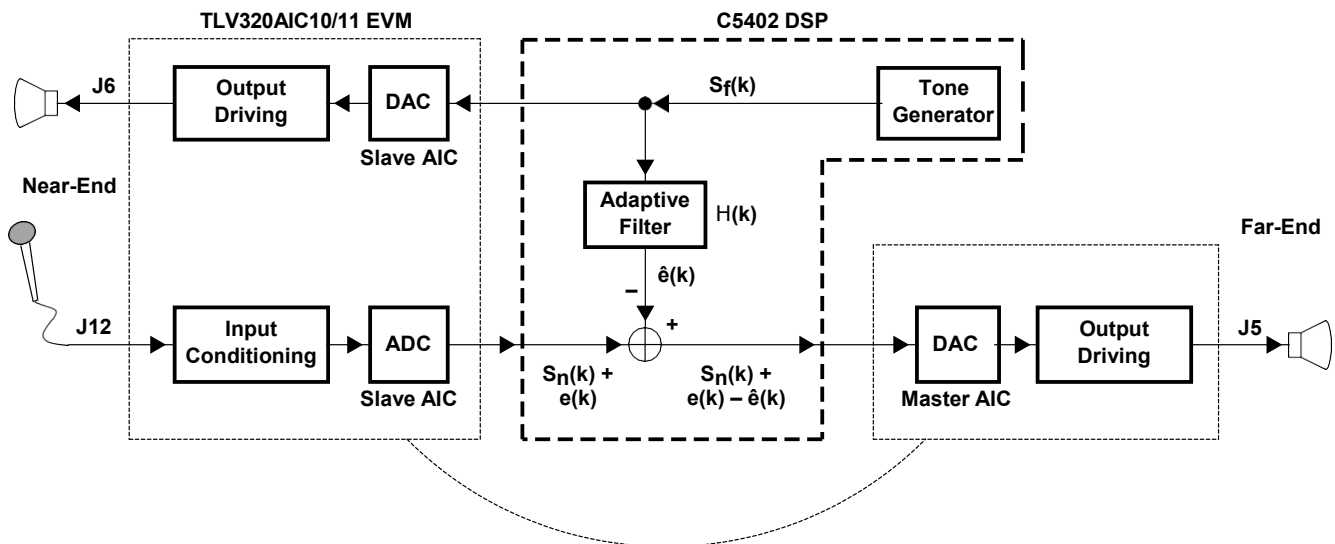 TLV320AIC10/11 EVM
C5402 DSP
J6
Output
Driving
DAC
Slave AIC
Sf(k)
Tone
Generator
Near-End
Adaptive
Filter
H(k)
Far-End
ê(k)
–
+
J12
Input
Conditioning
ADC
Slave AIC
Sn(k) +
e(k)
Sn(k) +
e(k) – ê(k)
DAC
Master AIC
Output
Driving
J5